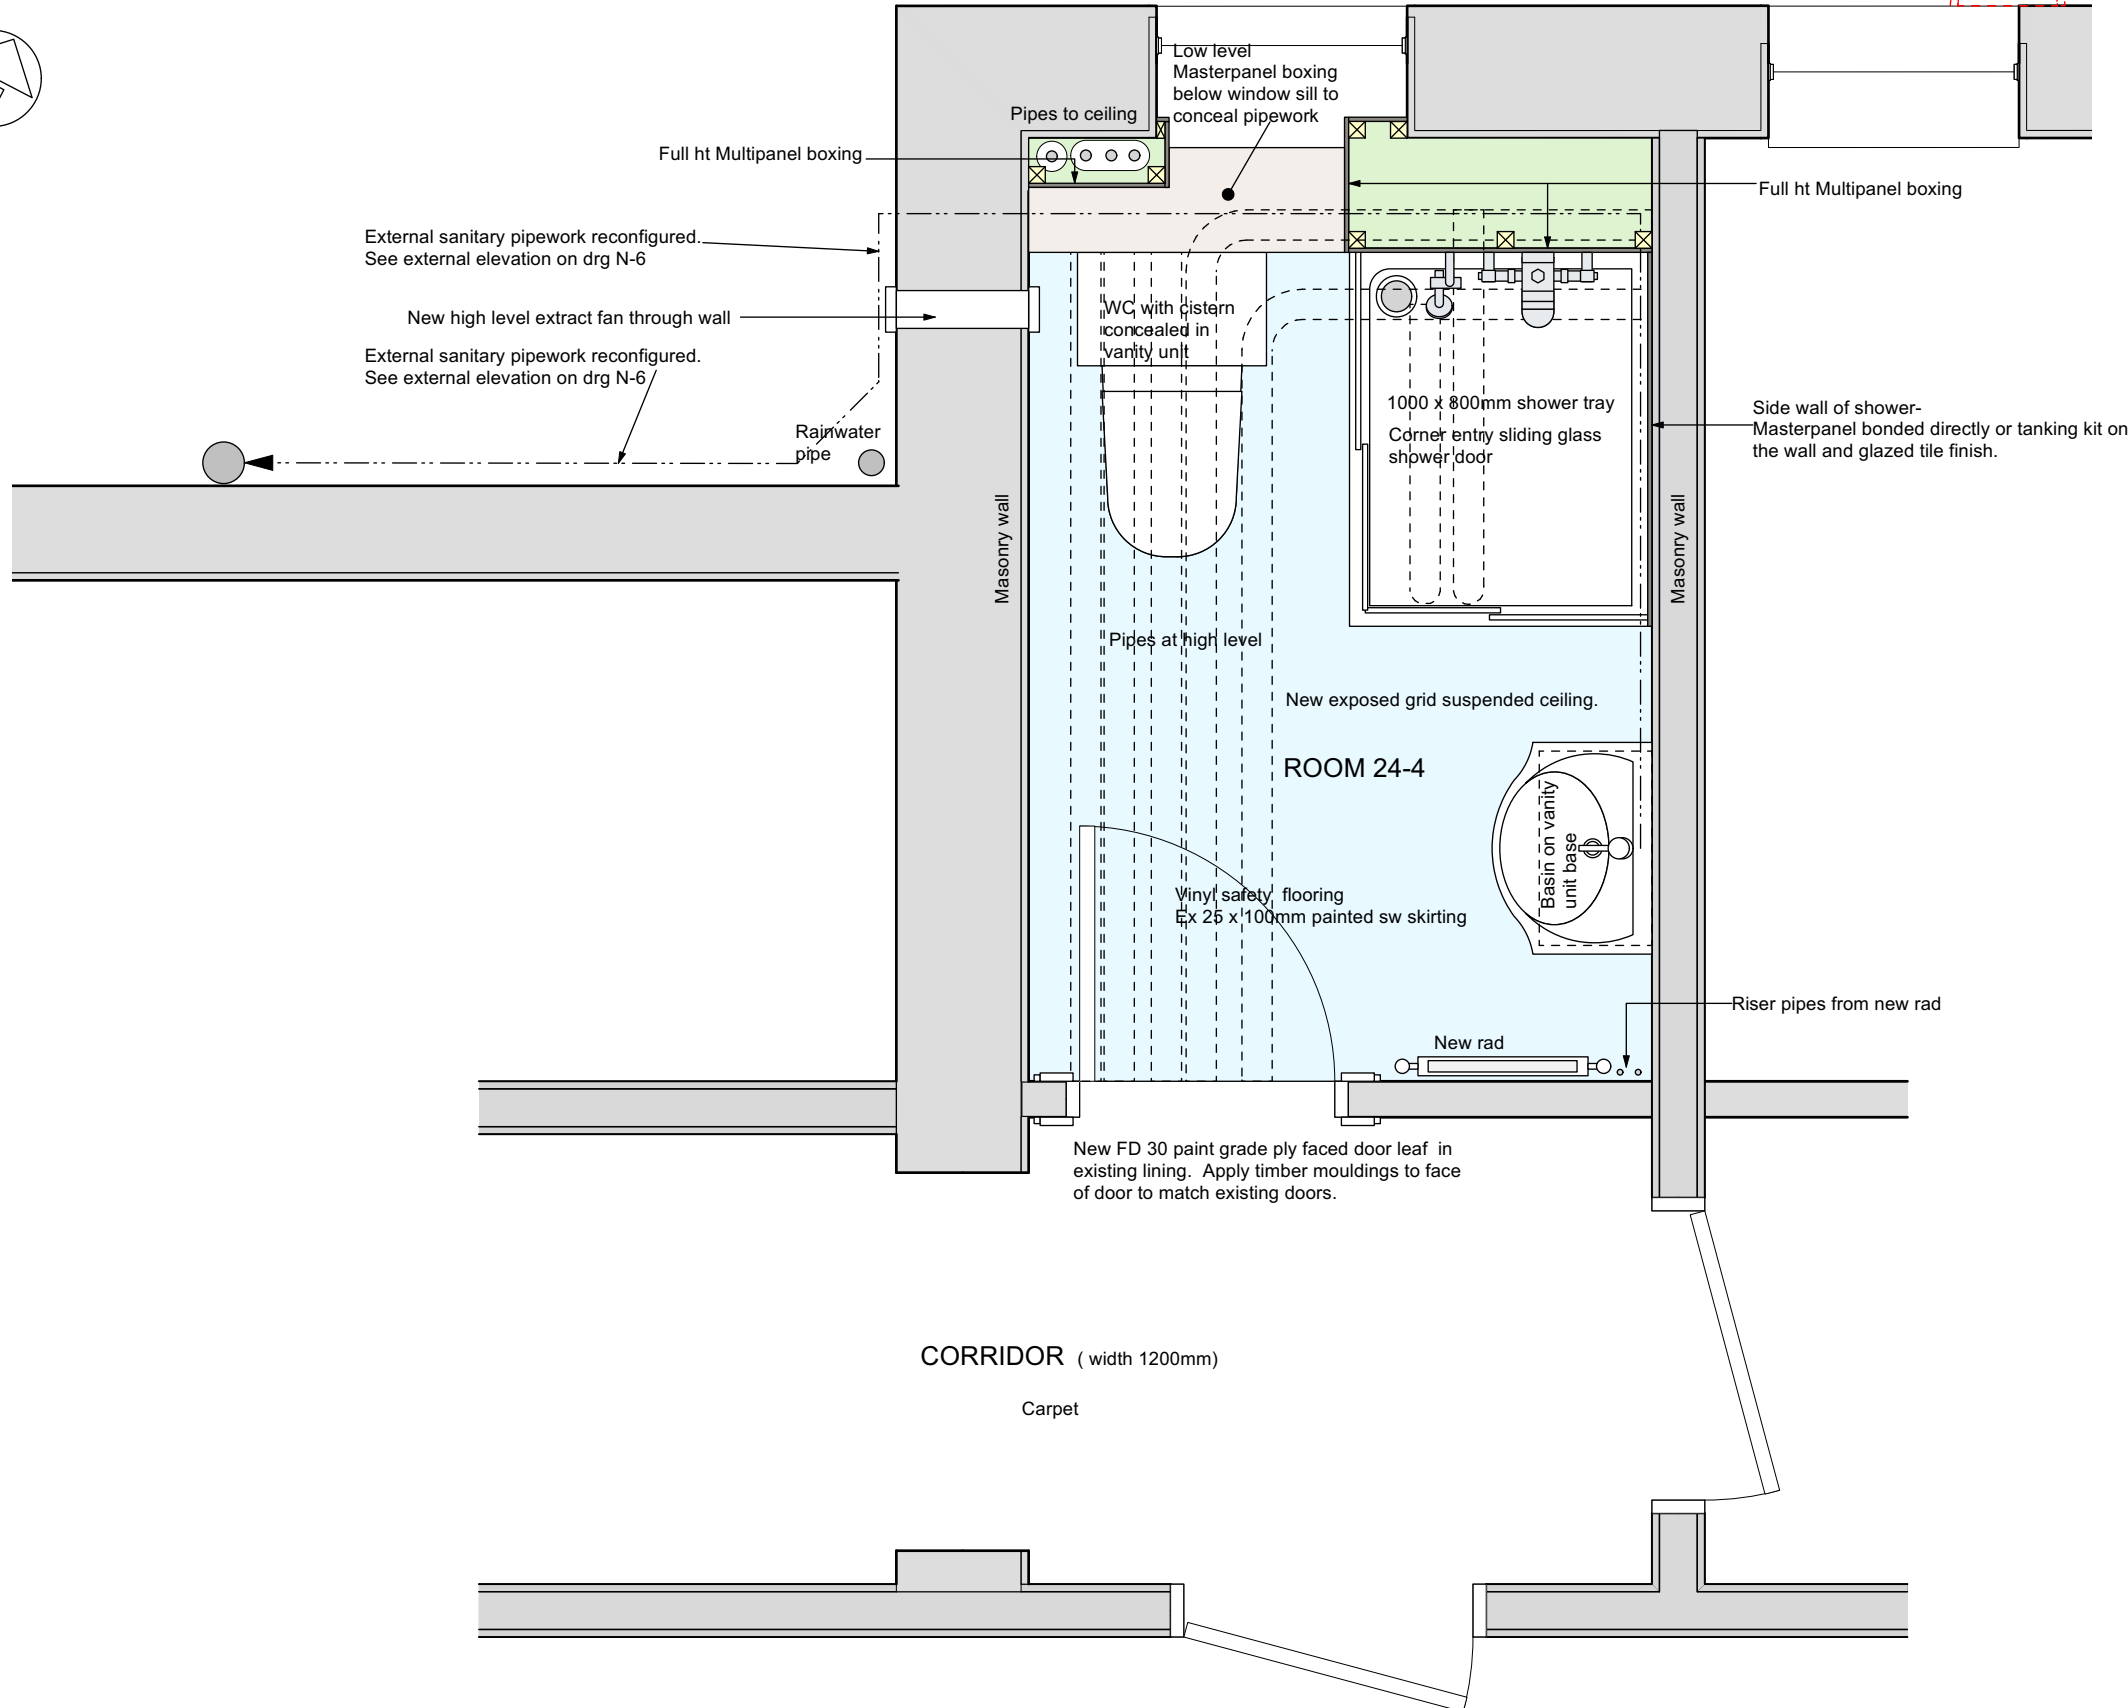 Low level
Masterpanel boxing
below window sill to
conceal pipework
Pipes to ceiling
Full ht Multipanel boxing
Full ht Multipanel boxing
External sanitary pipework reconfigured.
See external elevation on drg N-6
New high level extract fan through wall
External sanitary pipework reconfigured.
See external elevation on drg N-6
Rainwater
pipe
WC with cistern
concealed in
vanity unit
1000 x 800mm shower tray
Corner entry sliding glass
shower door
Side wall of shower-
Masterpanel bonded directly or tanking kit on
the wall and glazed tile finish.
Masonry wall
Masonry wall
Pipes at high level
New exposed grid suspended ceiling.
ROOM 24-4
Basin on vanity
unit base
Vinyl safety flooring
Ex 25 x 100mm painted sw skirting
Riser pipes from new rad
New rad
New FD 30 paint grade ply faced door leaf in
existing lining. Apply timber mouldings to face
of door to match existing doors.
CORRIDOR ( width 1200mm)
Carpet